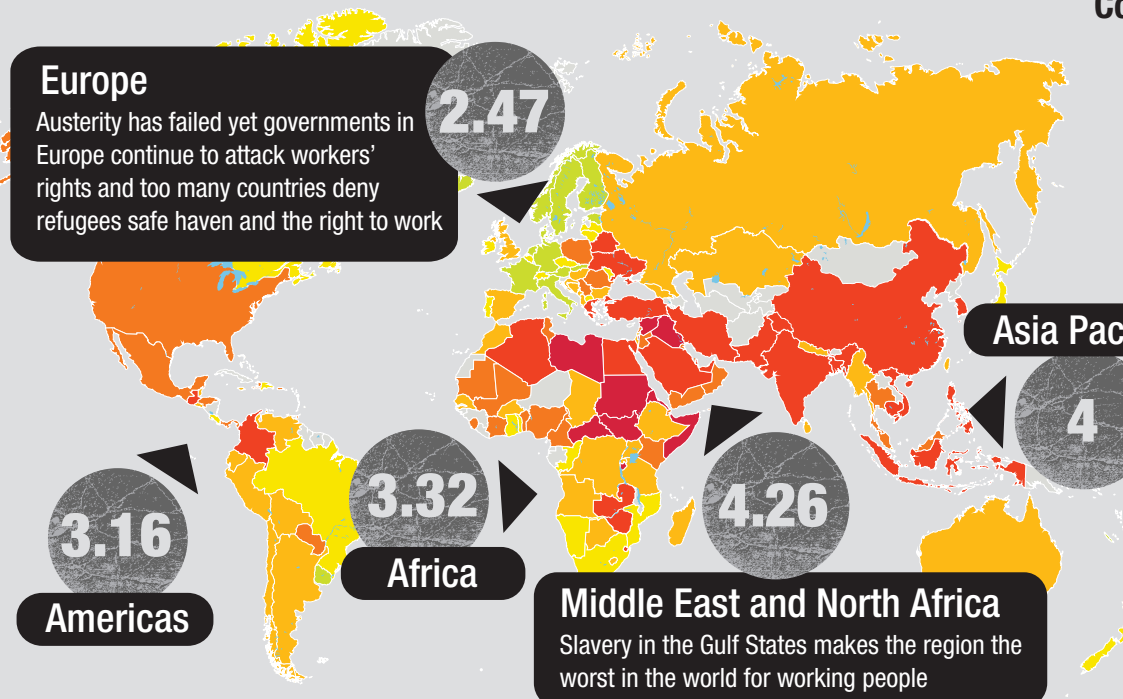 Co
Europe
2.47
Austerity has failed yet governments in
Europe continue to attack workers'
rights and too many countries deny
refugees safe haven and the right to work
Asia Pac
4
3.16
Americas
3.32
Africa
4.26
Middle East and North Africa
Slavery in the Gulf States makes the region the
worst in the world for working people